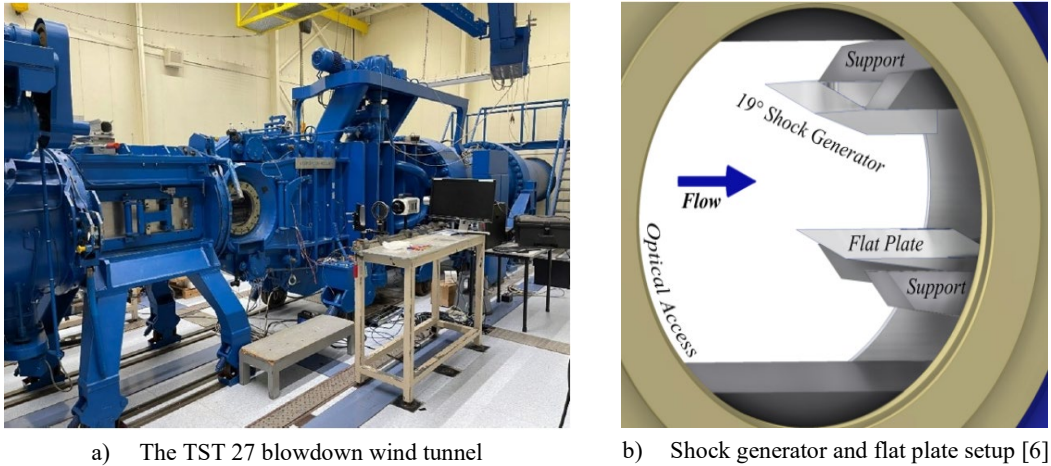 Support
19° Shock Generator
Flow
Flat Plate
Support
Optical Access
a) The TST 27 blowdown wind tunnel
b) Shock generator and flat plate setup [6]